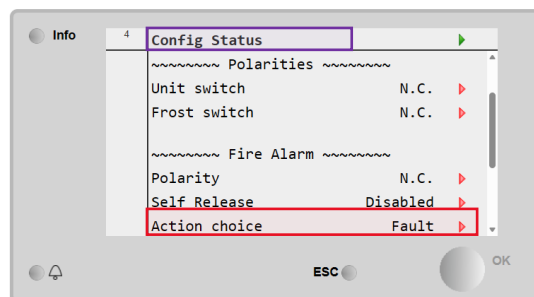 Info
4
Config Status
~~~~~~~~ Polarities ~~~~~~~~
Unit switch N.C.
Frost switch N.C.
~~~~~~~~ Fire Alarm ~~~~~~~~
Polarity N.C.
Self Release Disabled
Action choice Fault
OK
ESC